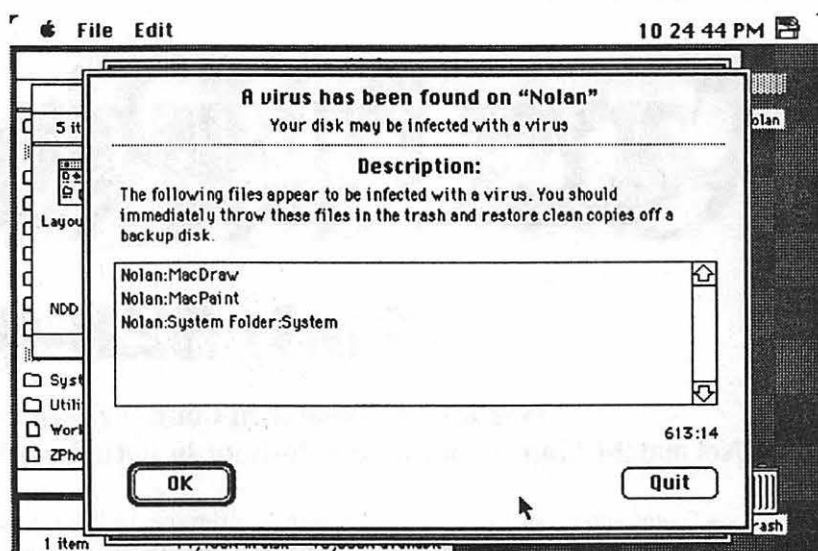 File Edit 10 24 44 PM
A virus has been found on “Nolan”
Your disk may be infected with a virus
Description:
The following files appear to be infected with a virus. You should
immediately throw these files in the trash and restore clean copies off a
backup disk.
Nolan:MacDraw
Nolan:MacPaint
Nolan:System Folder:System
613:14
OK Quit
5 it
olan
Layou
NDD
Syst
Utili
Work
ZPho
rash
1 item